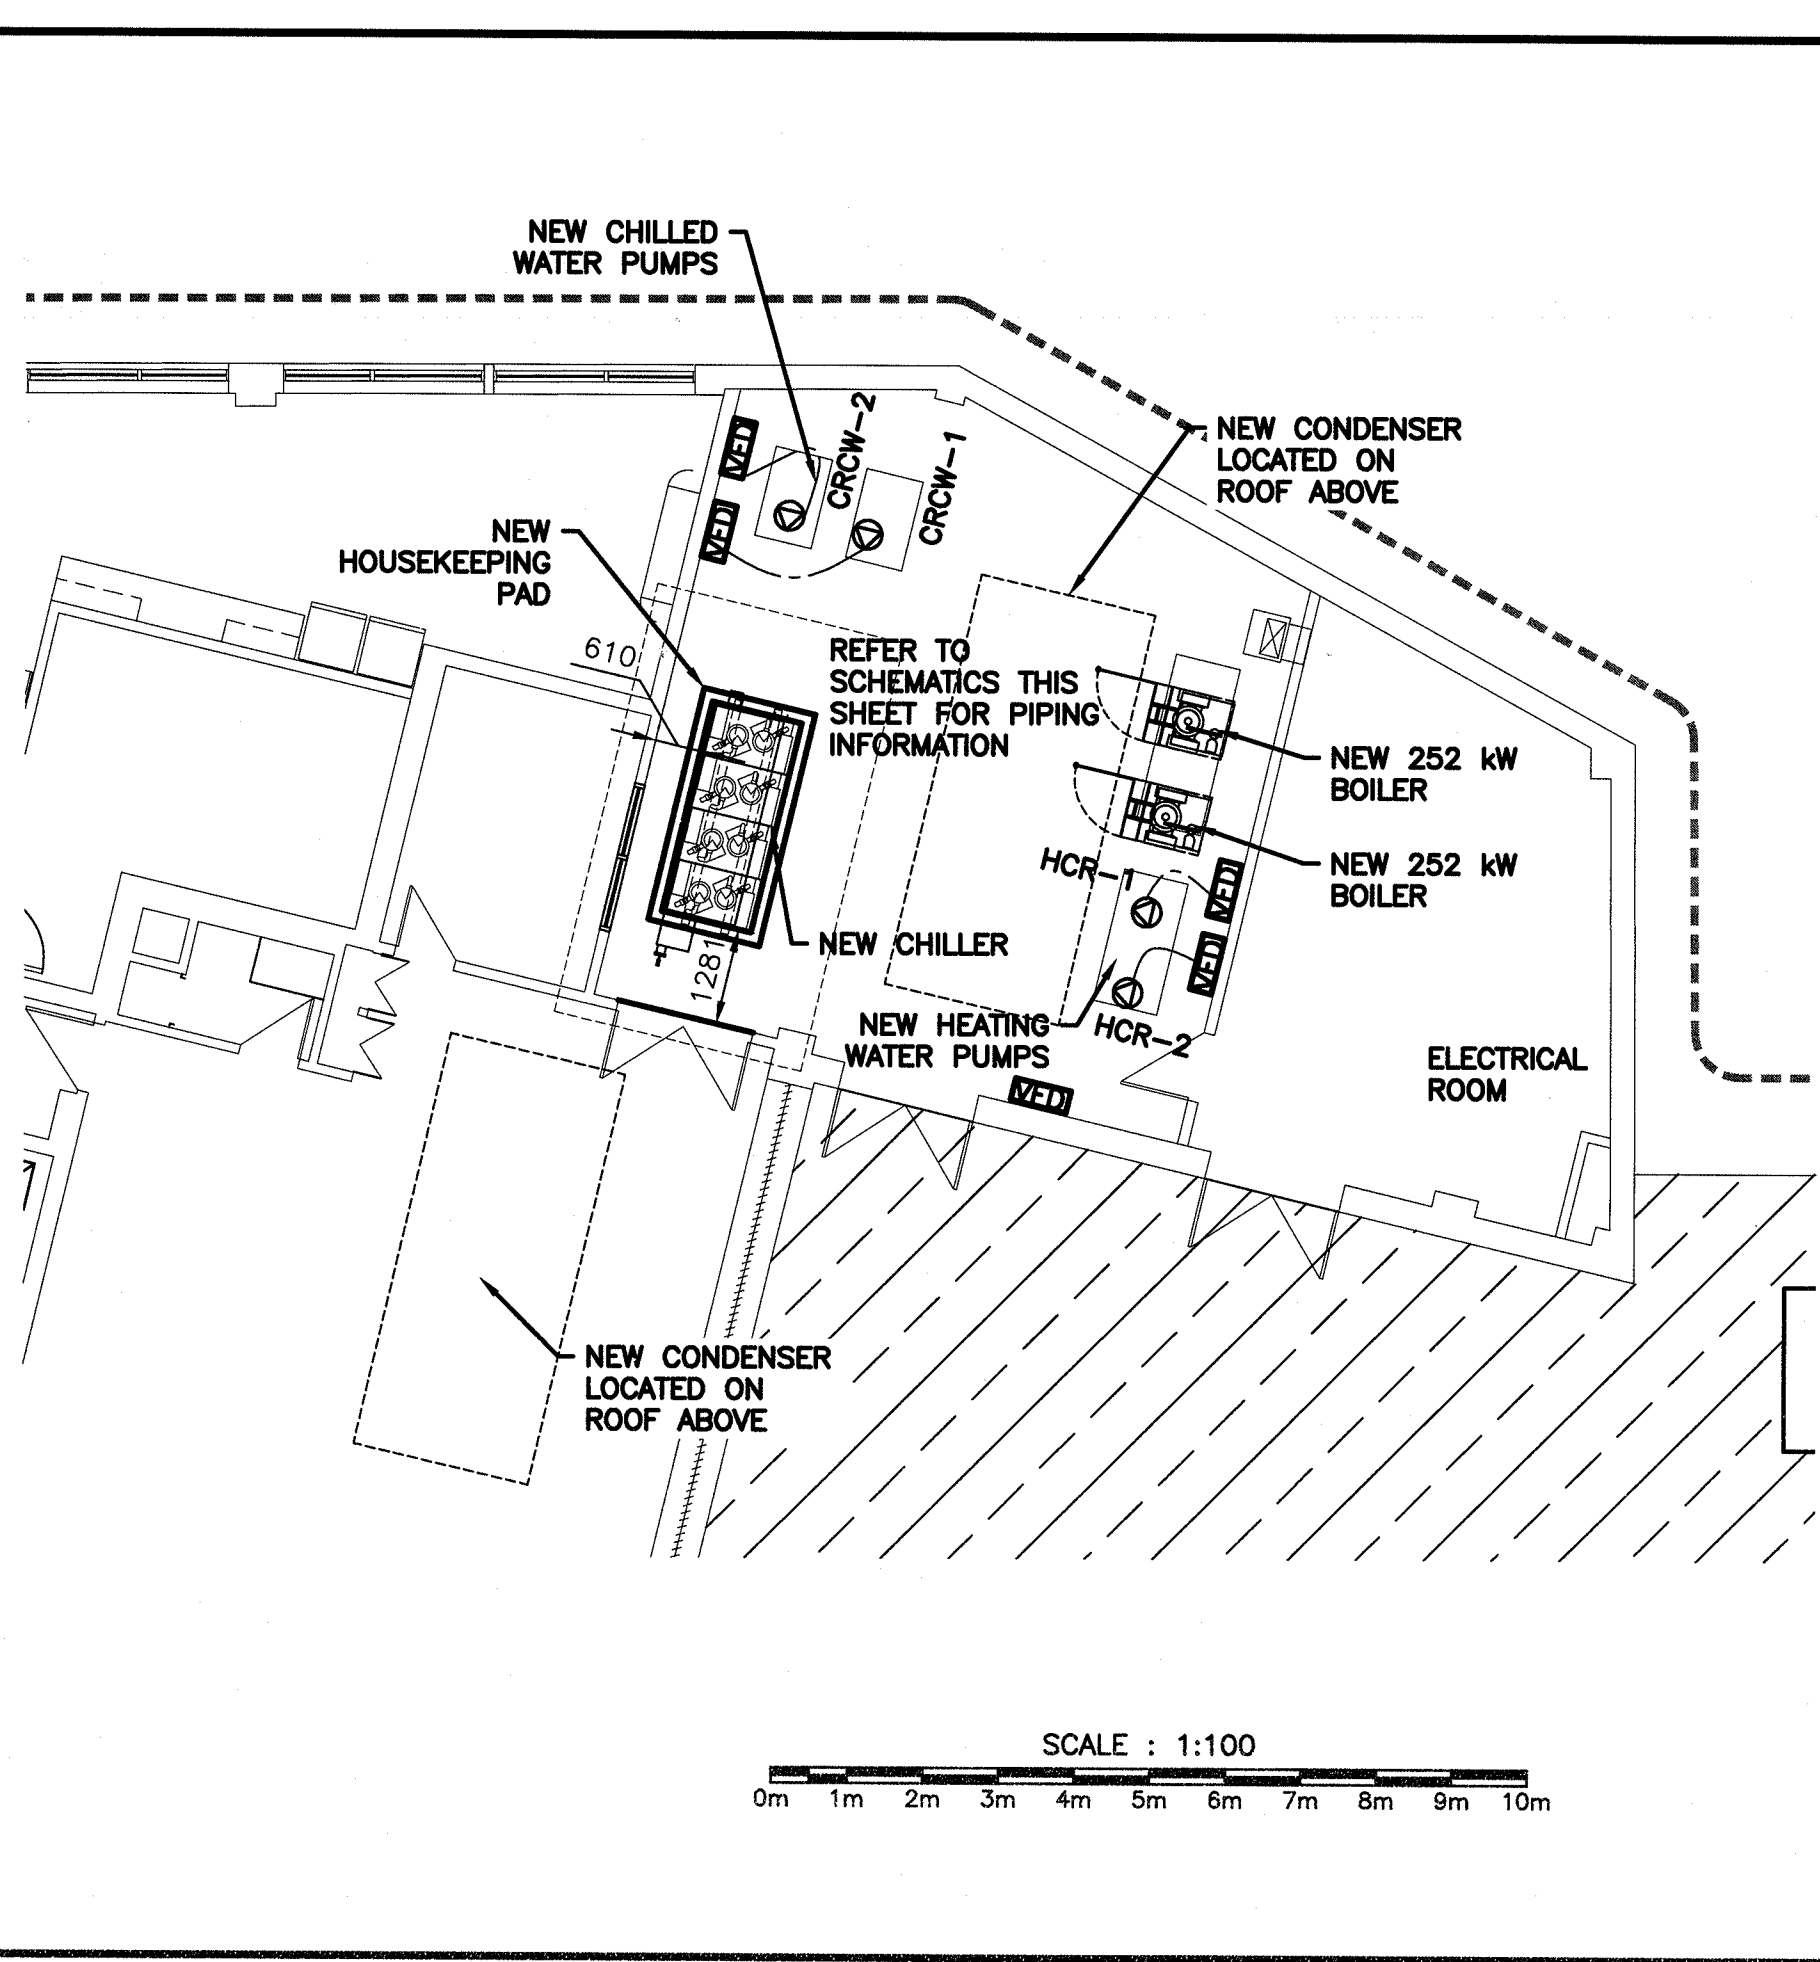 NEW CHILLED
WATER PUMPS
VFD
CRCW-2
CRCW-1
VFD
NEW CONDENSER
LOCATED ON
ROOF ABOVE
NEW
HOUSEKEEPING
PAD
610
REFER TO
SCHEMATICS THIS
SHEET FOR PIPING
INFORMATION
NEW 252 kW
BOILER
NEW 252 kW
BOILER
HCR-1
VFD
NEW CHILLER
1281
VFD
NEW HEATING
WATER PUMPS
HCR-2
VFD
ELECTRICAL
ROOM
NEW CONDENSER
LOCATED ON
ROOF ABOVE
SCALE : 1:100
0m 1m 2m 3m 4m 5m 6m 7m 8m 9m 10m